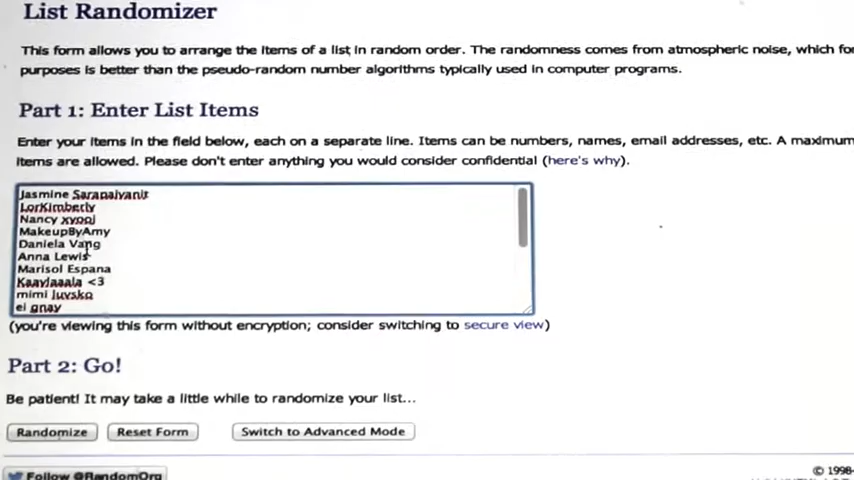 List Randomizer
This form allows you to arrange the items of a list in random order. The randomness comes from atmospheric noise, which for
purposes is better than the pseudo-random number algorithms typically used in computer programs.
Part 1: Enter List Items
Enter your items in the field below, each on a separate line. Items can be numbers, names, email addresses, etc. A maximum
items are allowed. Please don't enter anything you would consider confidential (here's why).
Jasmine
LorKimberly
Nancy xyooj
MakeupByAmy
Daniela Vang
Anna Lewis
Marisol Espana
Kaaylaaala <3
mimi luvsko
ei gnay
(you're viewing this form without encryption; consider switching to secure view)
Part 2: Go!
Be patient! It may take a little while to randomize your list...
Randomize Reset Form Switch to Advanced Mode
Follow @RandomOrg
© 1998-